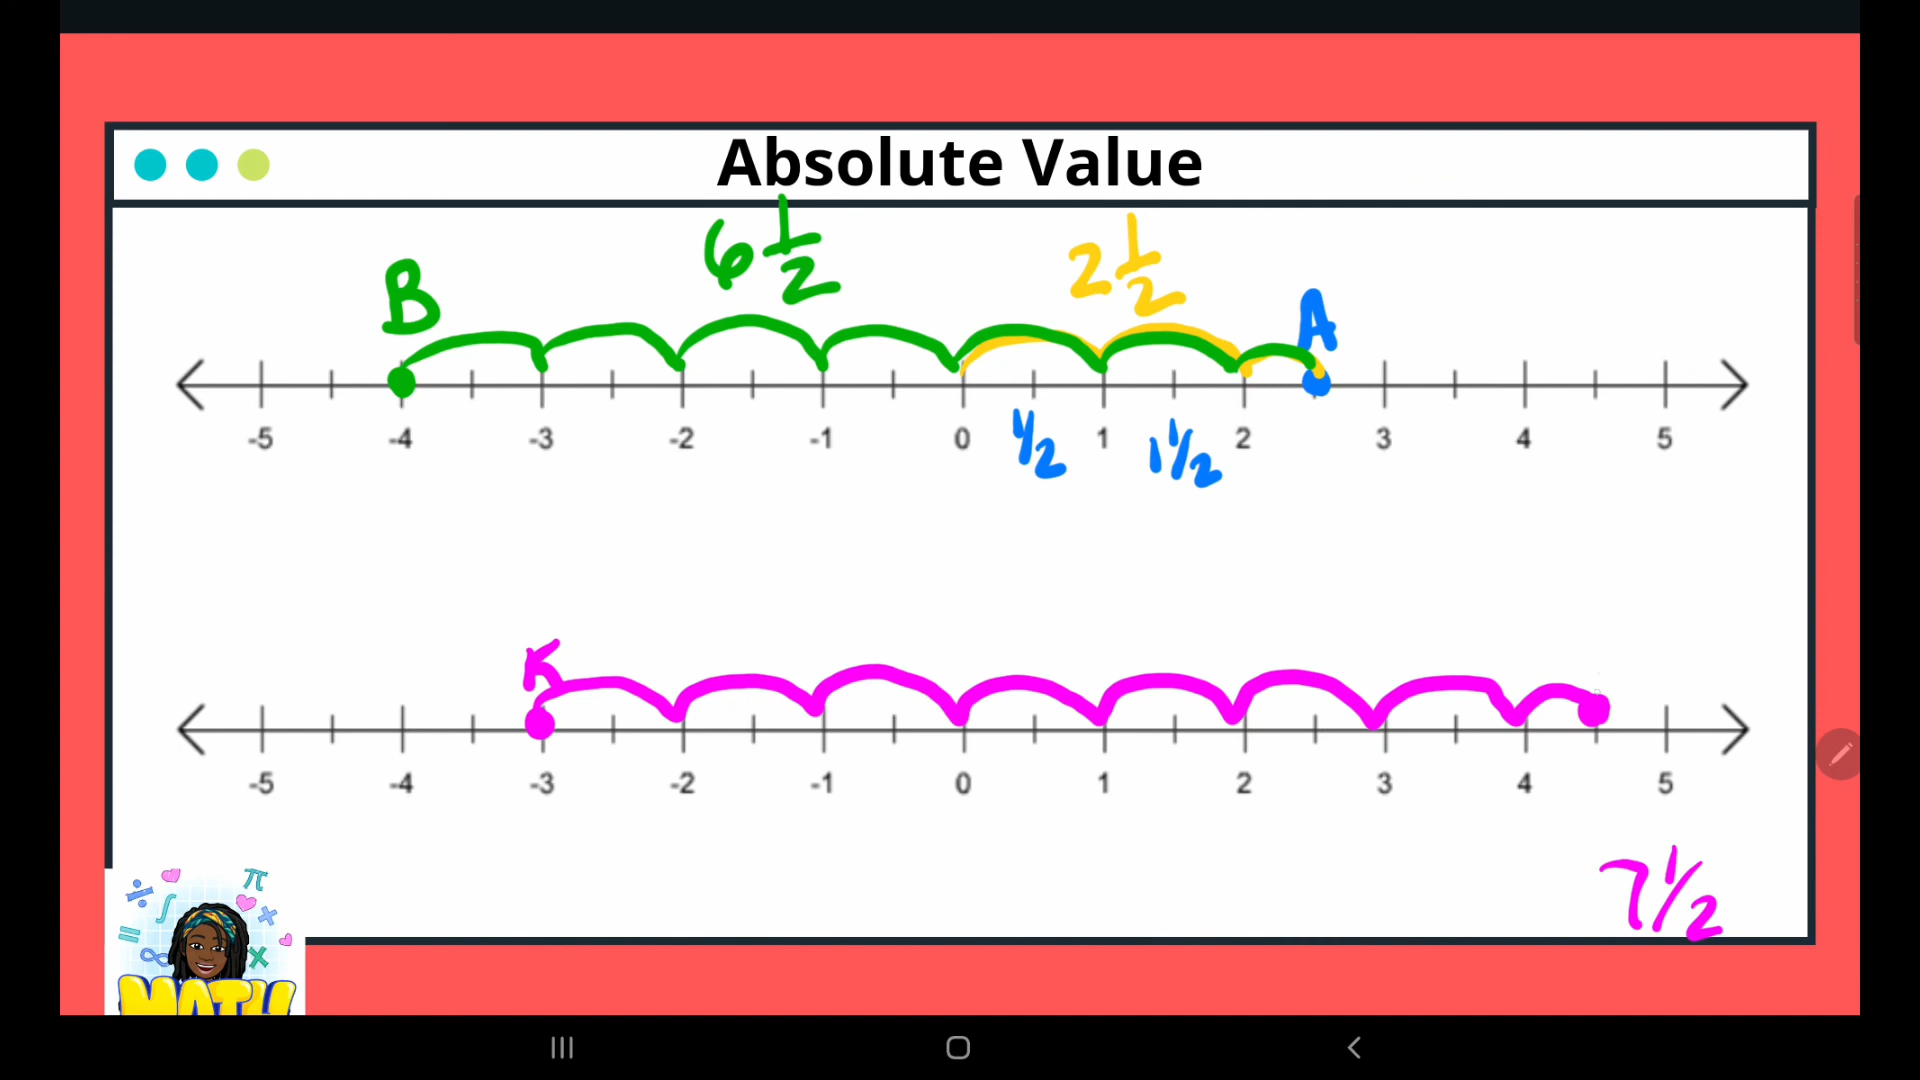 Absolute Value
6 1/2 2 1/2
B A
-5 -4 -3 -2 -1 0 1/2 1 1 1/2 2 3 4 5
-5 -4 -3 -2 -1 0 1 2 3 4 5
7 1/2
÷ π
∫ ×
= ∞ ×
MATH